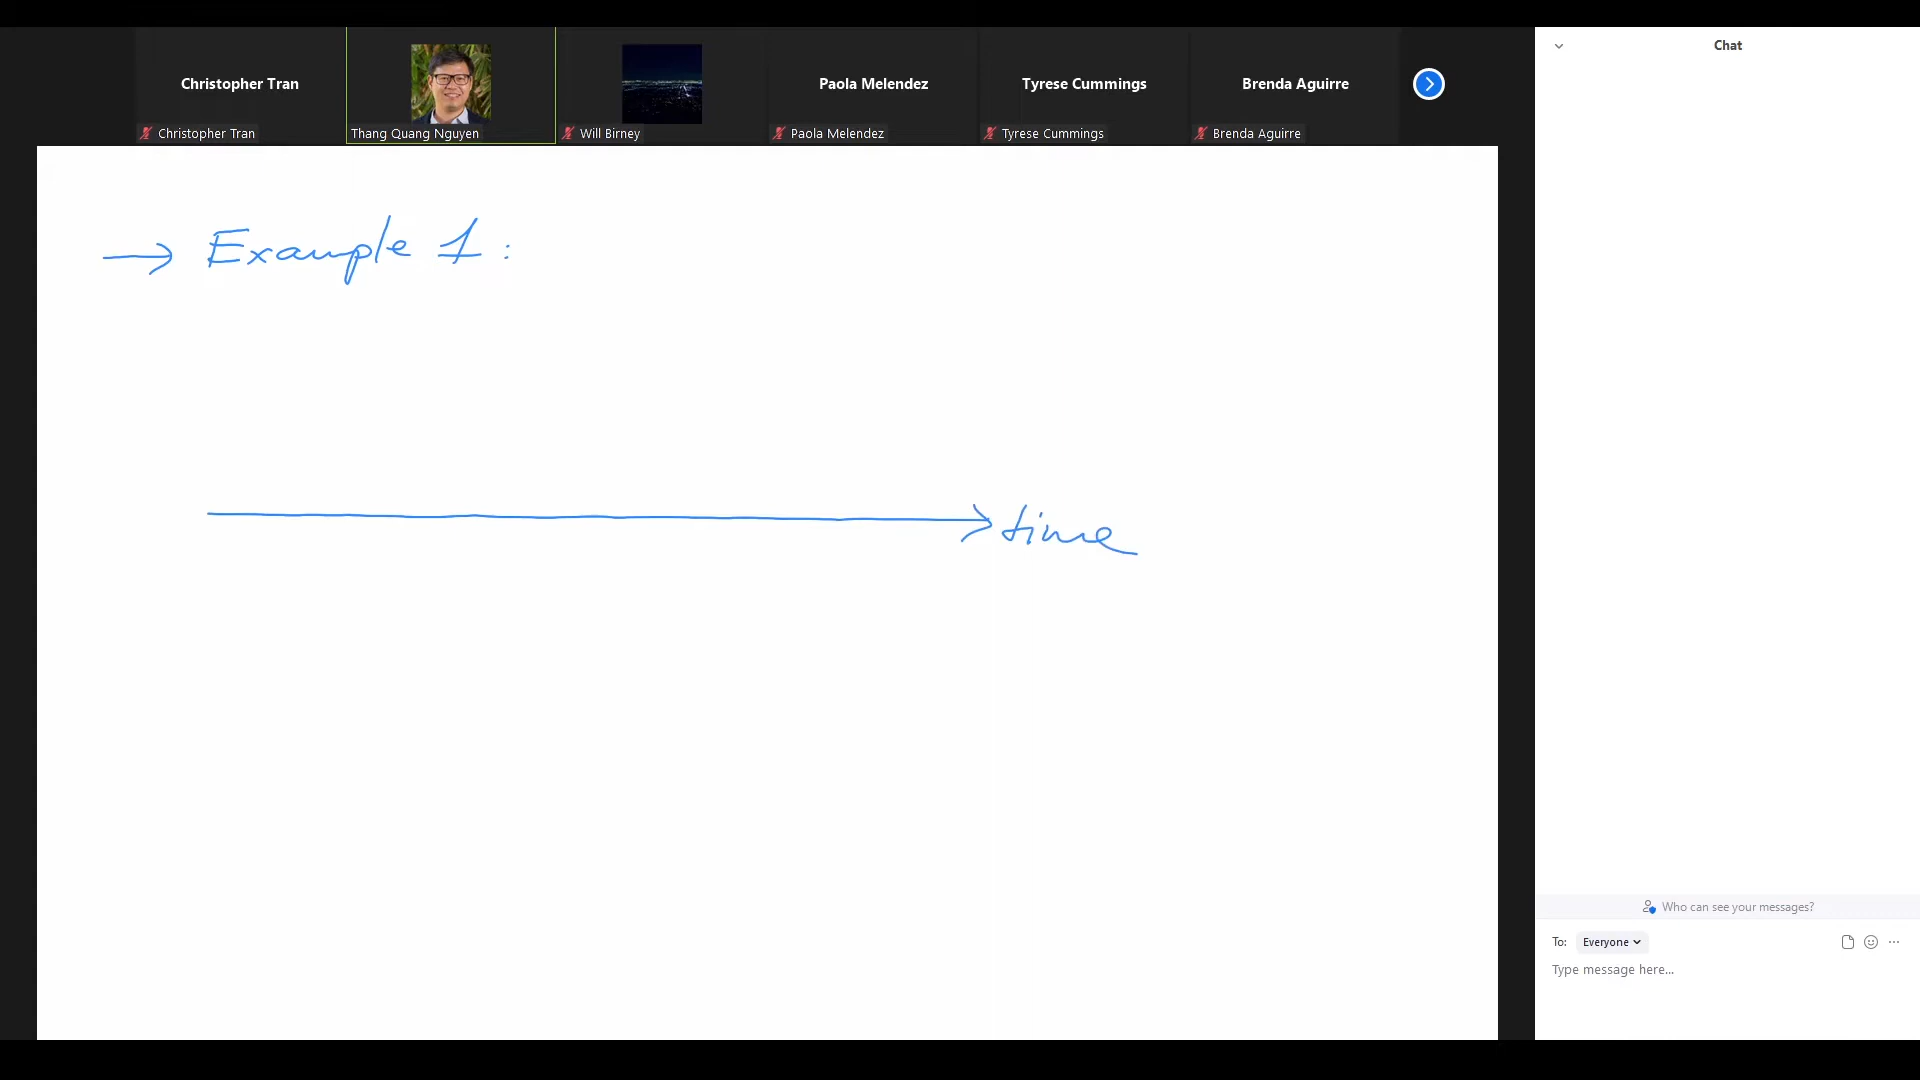 Chat
Christopher Tran
Paola Melendez
Tyrese Cummings
Brenda Aguirre
Christopher Tran
Thang Quang Nguyen
Will Birney
Paola Melendez
Tyrese Cummings
Brenda Aguirre
→ Example 1:
time
Who can see your messages?
To: Everyone
Type message here...